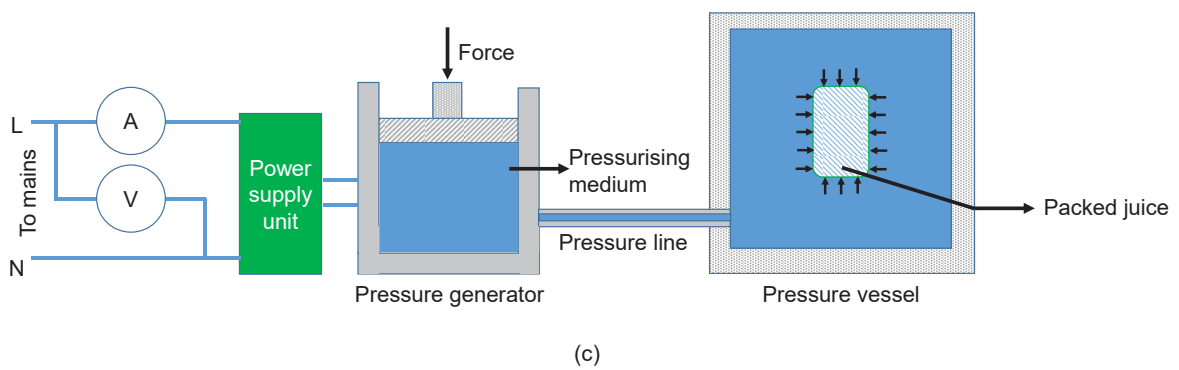 Force
L
A
To mains
V
N
Power
supply
unit
Pressurising
medium
Pressure line
Packed juice
Pressure generator
Pressure vessel
(c)